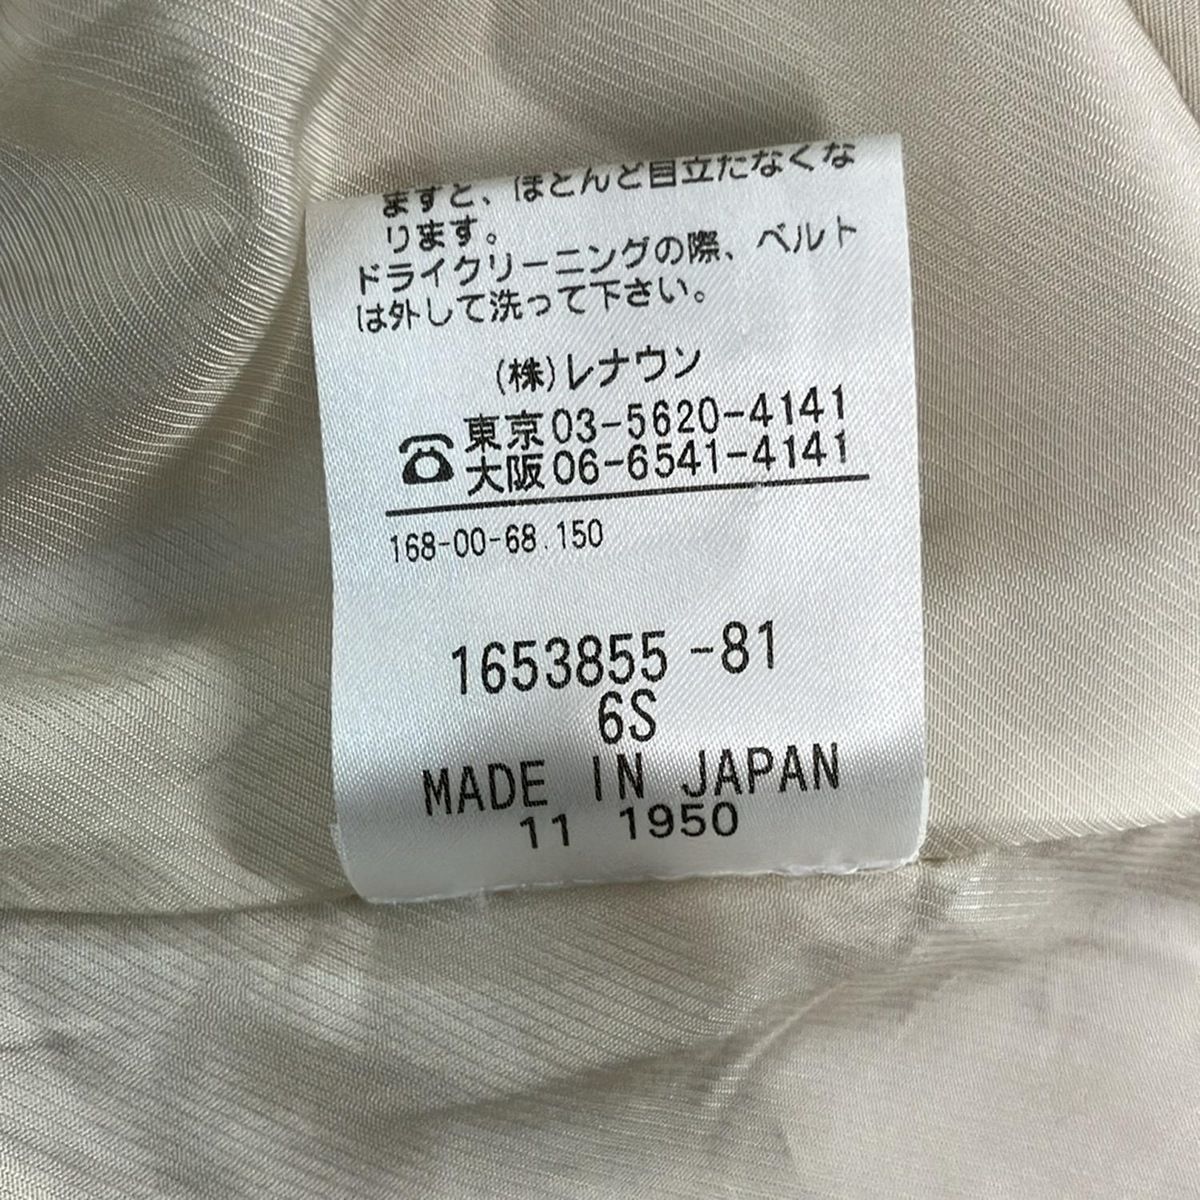 ますと、ほとんど目立たなくな
ります。
ドライクリーニングの際、ベルト
は外して洗って下さい。
(株)レナウン
東京03-5620-4141
大阪06-6541-4141
168-00-68.150
1653855-81
6S
MADE IN JAPAN
11 1950